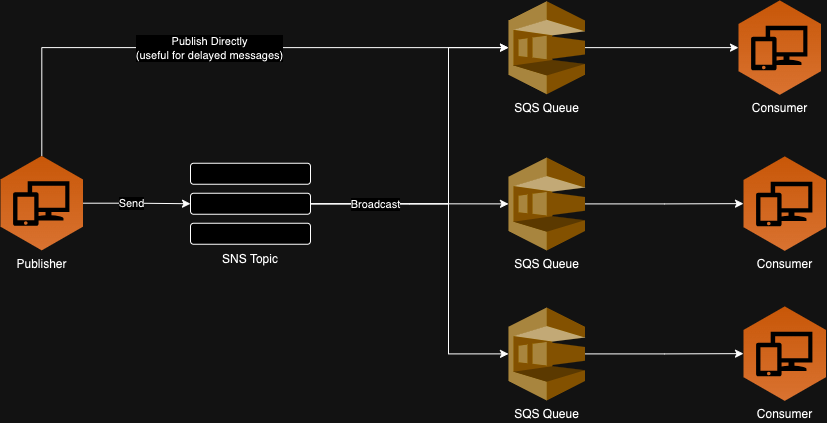 Publish Directly
(useful for delayed messages)
SQS Queue
Consumer
Send
Broadcast
Publisher
SNS Topic
SQS Queue
Consumer
SQS Queue
Consumer